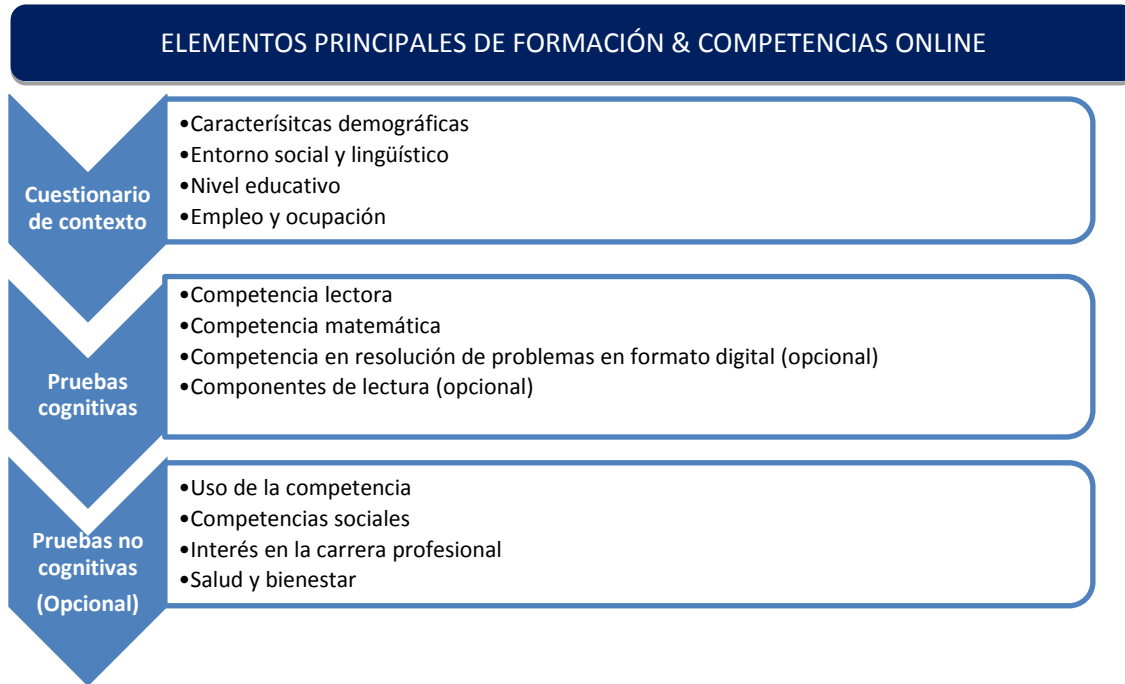 ELEMENTOS PRINCIPALES DE FORMACIÓN & COMPETENCIAS ONLINE
Cuestionario
de contexto
•Caracterísitcas demográficas
•Entorno social y lingüístico
•Nivel educativo
•Empleo y ocupación
Pruebas
cognitivas
•Competencia lectora
•Competencia matemática
•Competencia en resolución de problemas en formato digital (opcional)
•Componentes de lectura (opcional)
Pruebas no
cognitivas
(Opcional)
•Uso de la competencia
•Competencias sociales
•Interés en la carrera profesional
•Salud y bienestar